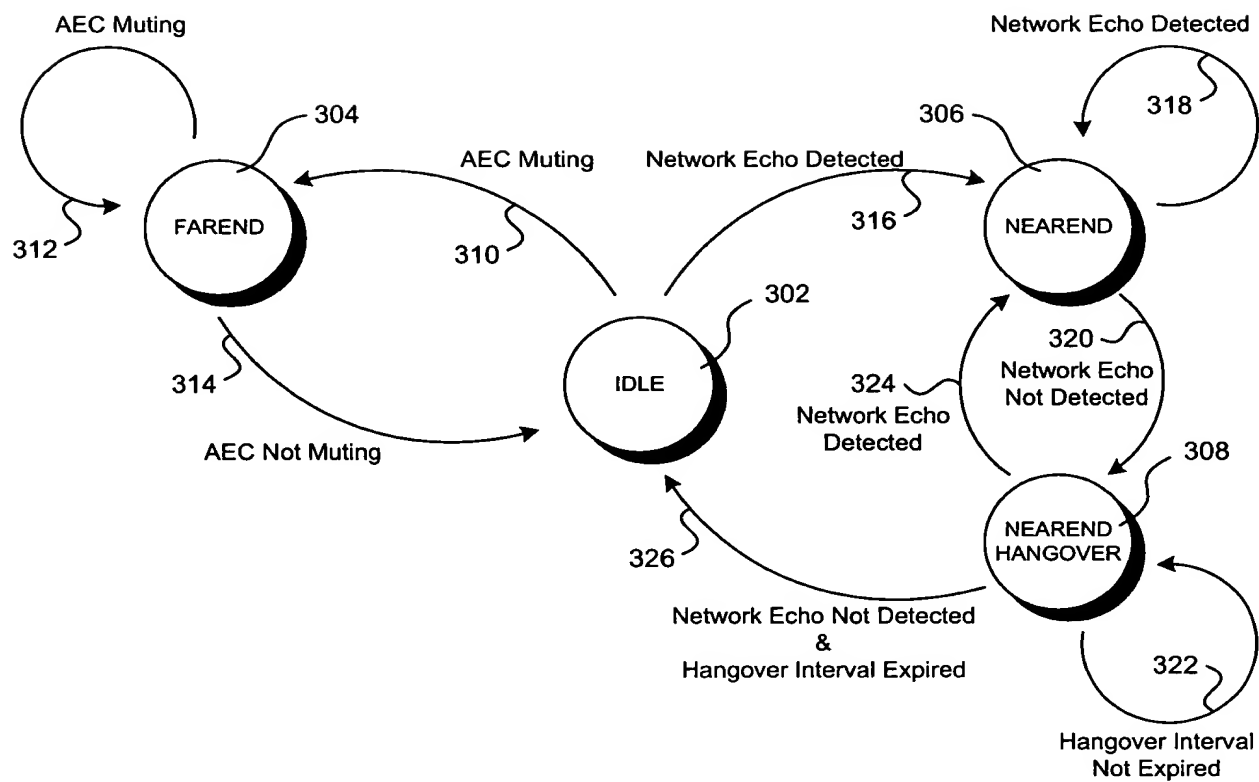 AEC Muting
Network Echo Detected
318
304
306
AEC Muting
Network Echo Detected
316
FAREND
NEAREND
312
310
302
320
314
IDLE
324
Network Echo
Not Detected
Network Echo
Detected
AEC Not Muting
308
NEAREND
HANGOVER
326
Network Echo Not Detected
&
Hangover Interval Expired
322
Hangover Interval
Not Expired